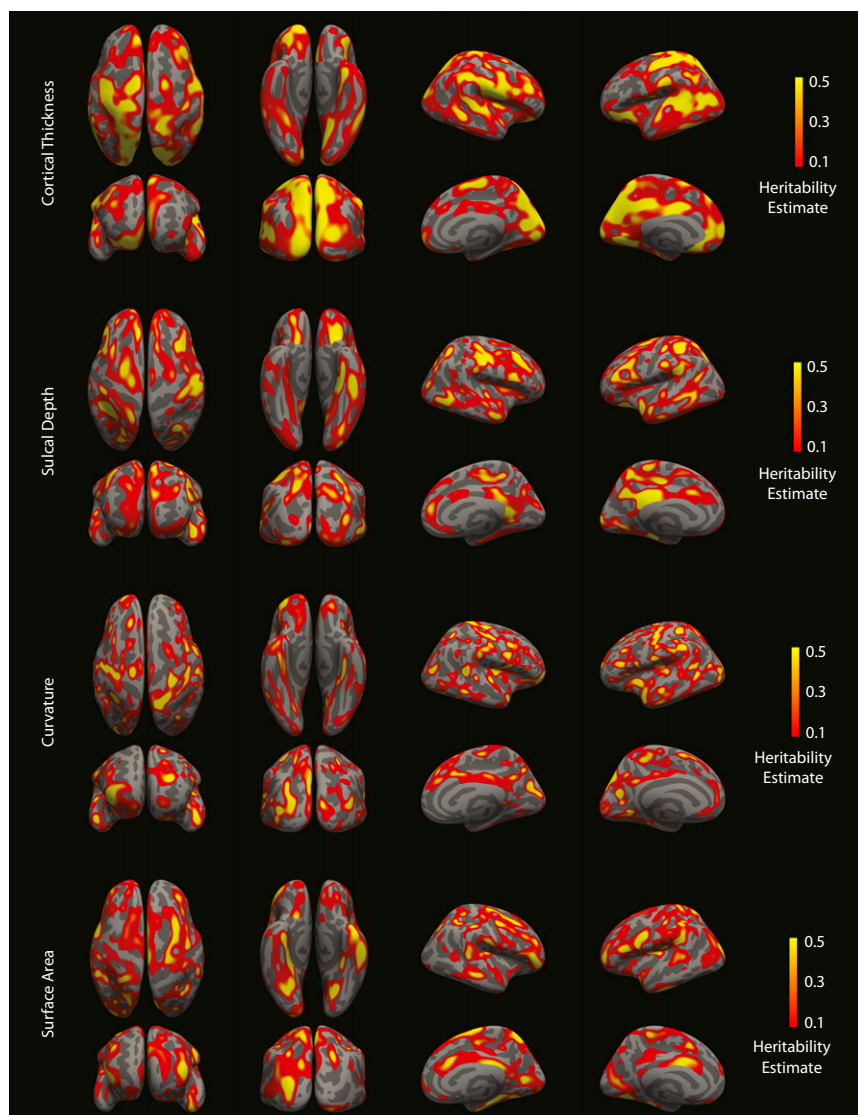 Cortical Thickness
0.5
0.3
0.1
Heritability
Estimate
Sulcal Depth
0.5
0.3
0.1
Heritability
Estimate
Curvature
0.5
0.3
0.1
Heritability
Estimate
Surface Area
0.5
0.3
0.1
Heritability
Estimate